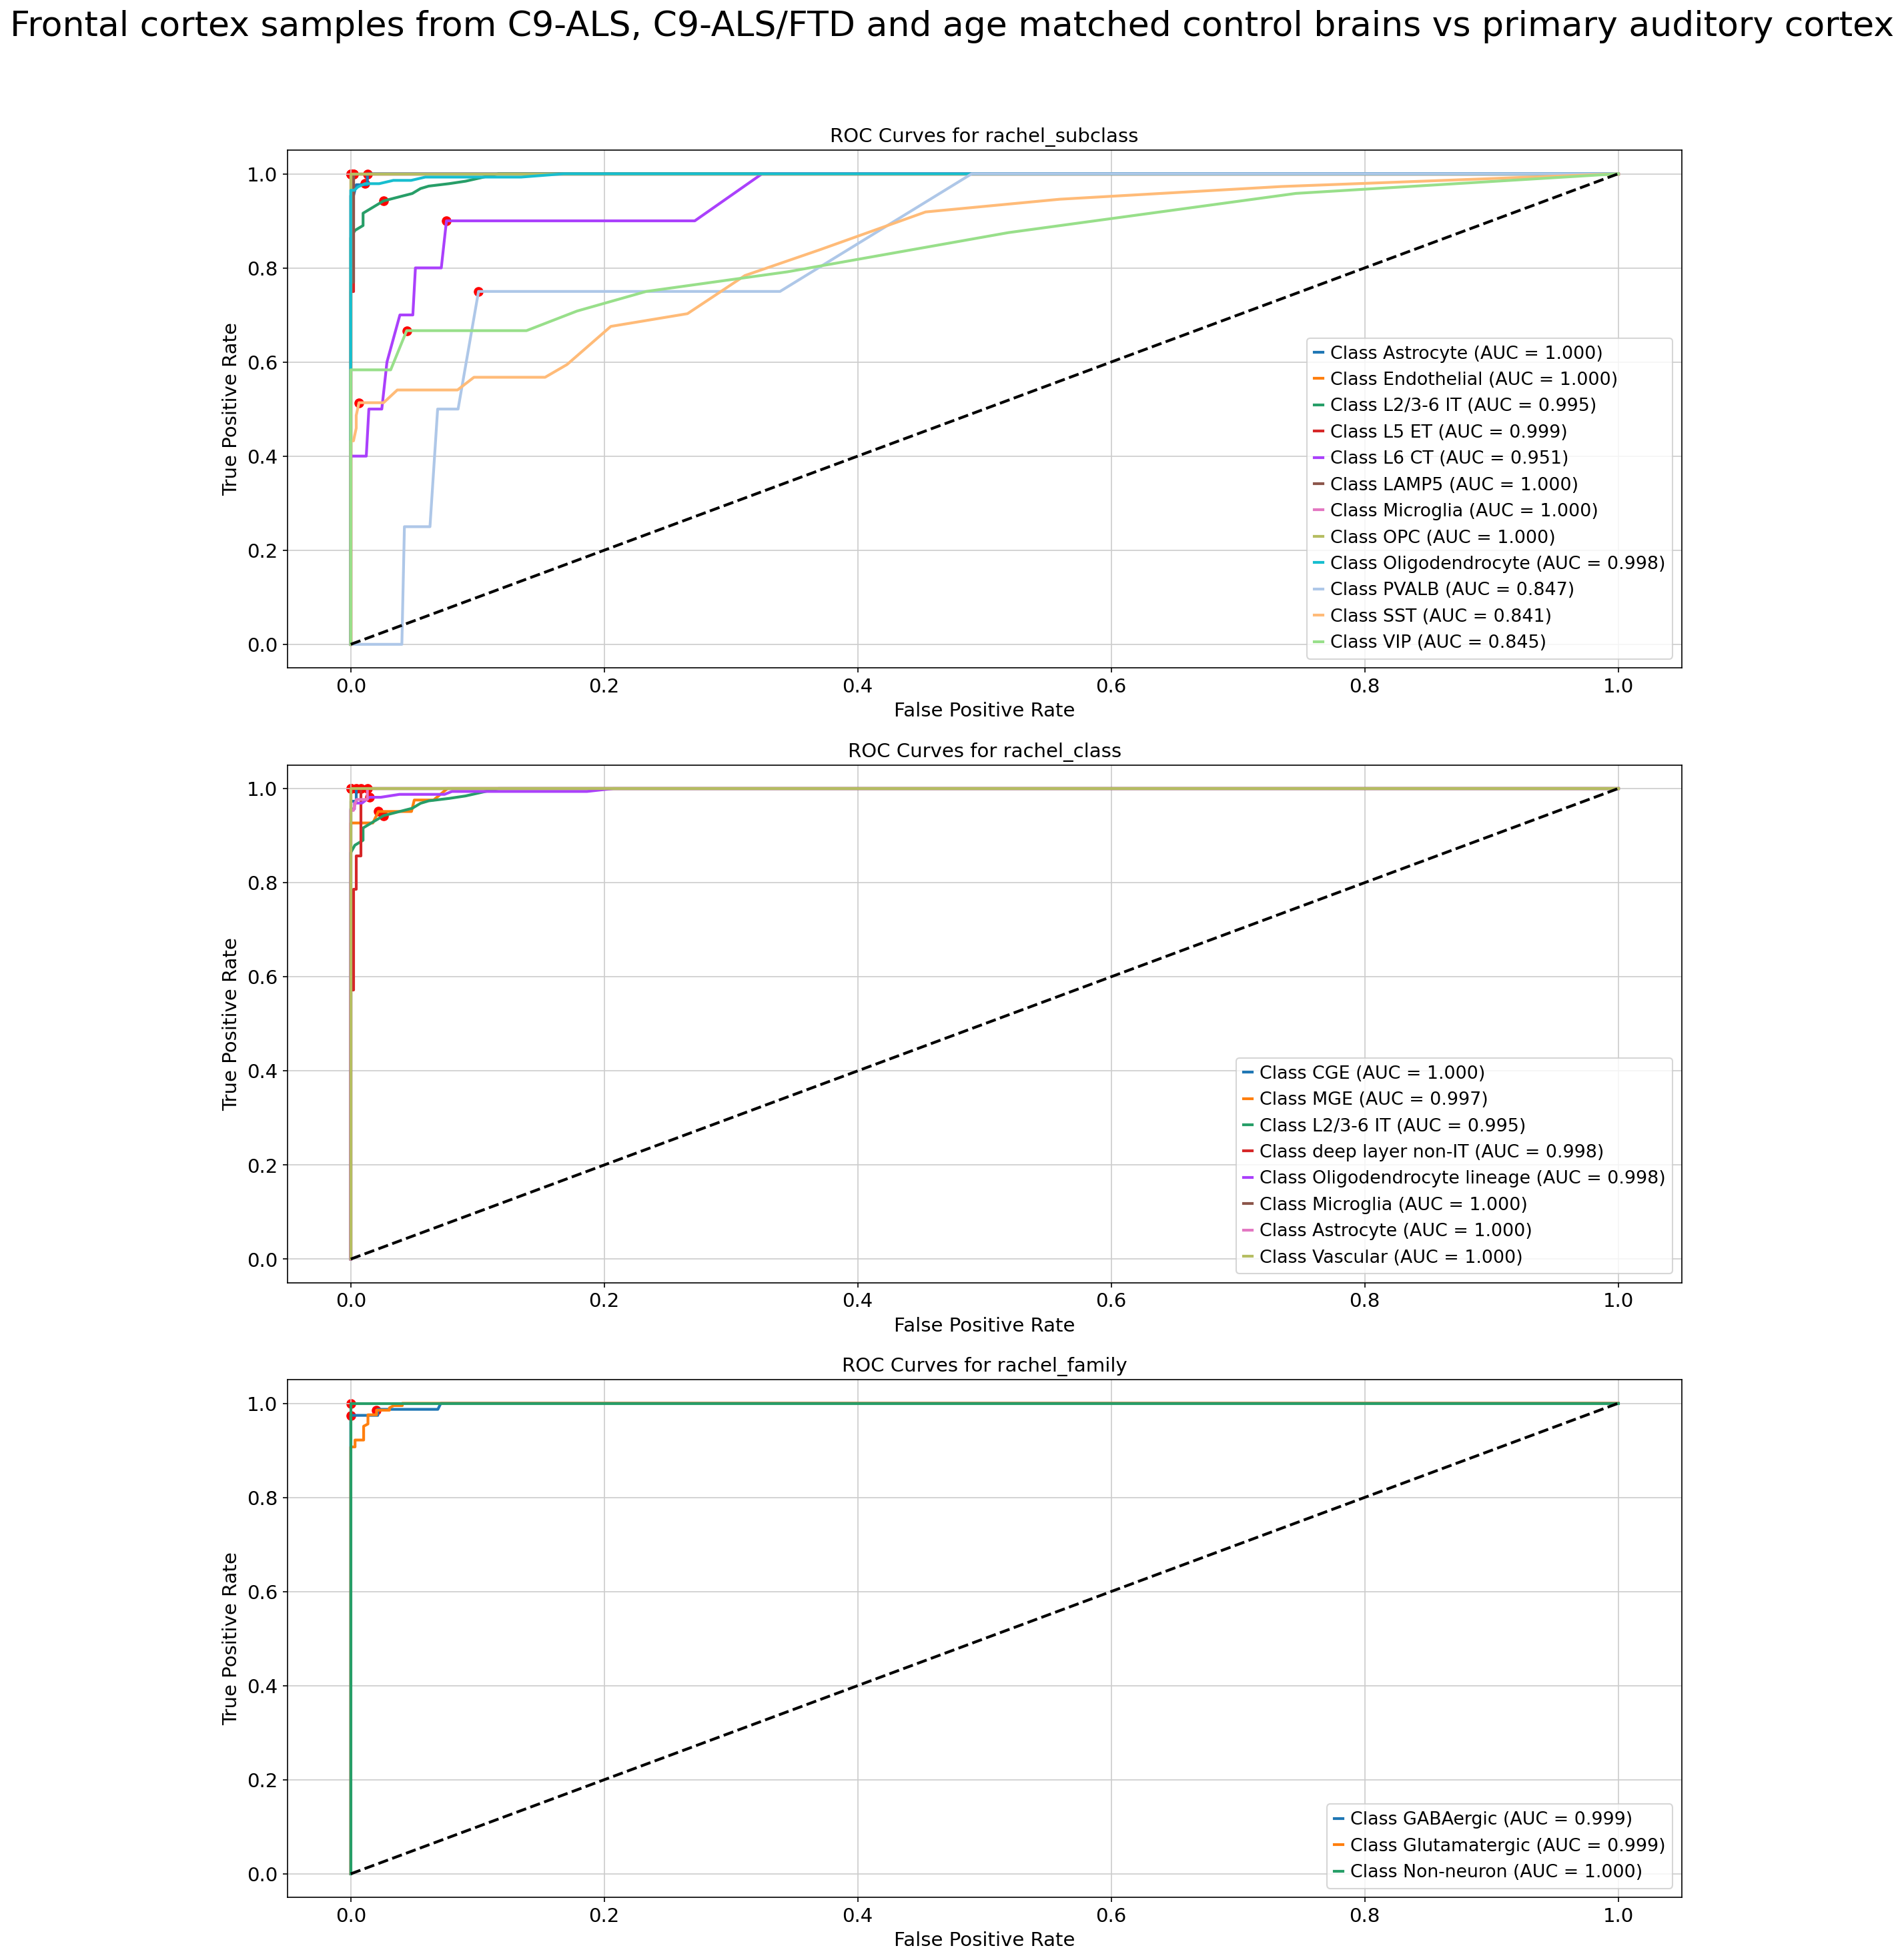 Frontal cortex samples from C9-ALS, C9-ALS/FTD and age matched control brains vs primary auditory cortex
ROC Curves for rachel_subclass
True Positive Rate
1.0
0.8
0.6
0.4
0.2
0.0
Class Astrocyte (AUC = 1.000)
Class Endothelial (AUC = 1.000)
Class L2/3-6 IT (AUC = 0.995)
Class L5 ET (AUC = 0.999)
Class L6 CT (AUC = 0.951)
Class LAMP5 (AUC = 1.000)
Class Microglia (AUC = 1.000)
Class OPC (AUC = 1.000)
Class Oligodendrocyte (AUC = 0.998)
Class PVALB (AUC = 0.847)
Class SST (AUC = 0.841)
Class VIP (AUC = 0.845)
0.0 0.2 0.4 0.6 0.8 1.0
False Positive Rate
ROC Curves for rachel_class
True Positive Rate
1.0
0.8
0.6
0.4
0.2
0.0
Class CGE (AUC = 1.000)
Class MGE (AUC = 0.997)
Class L2/3-6 IT (AUC = 0.995)
Class deep layer non-IT (AUC = 0.998)
Class Oligodendrocyte lineage (AUC = 0.998)
Class Microglia (AUC = 1.000)
Class Astrocyte (AUC = 1.000)
Class Vascular (AUC = 1.000)
0.0 0.2 0.4 0.6 0.8 1.0
False Positive Rate
ROC Curves for rachel_family
True Positive Rate
1.0
0.8
0.6
0.4
0.2
0.0
Class GABAergic (AUC = 0.999)
Class Glutamatergic (AUC = 0.999)
Class Non-neuron (AUC = 1.000)
0.0 0.2 0.4 0.6 0.8 1.0
False Positive Rate